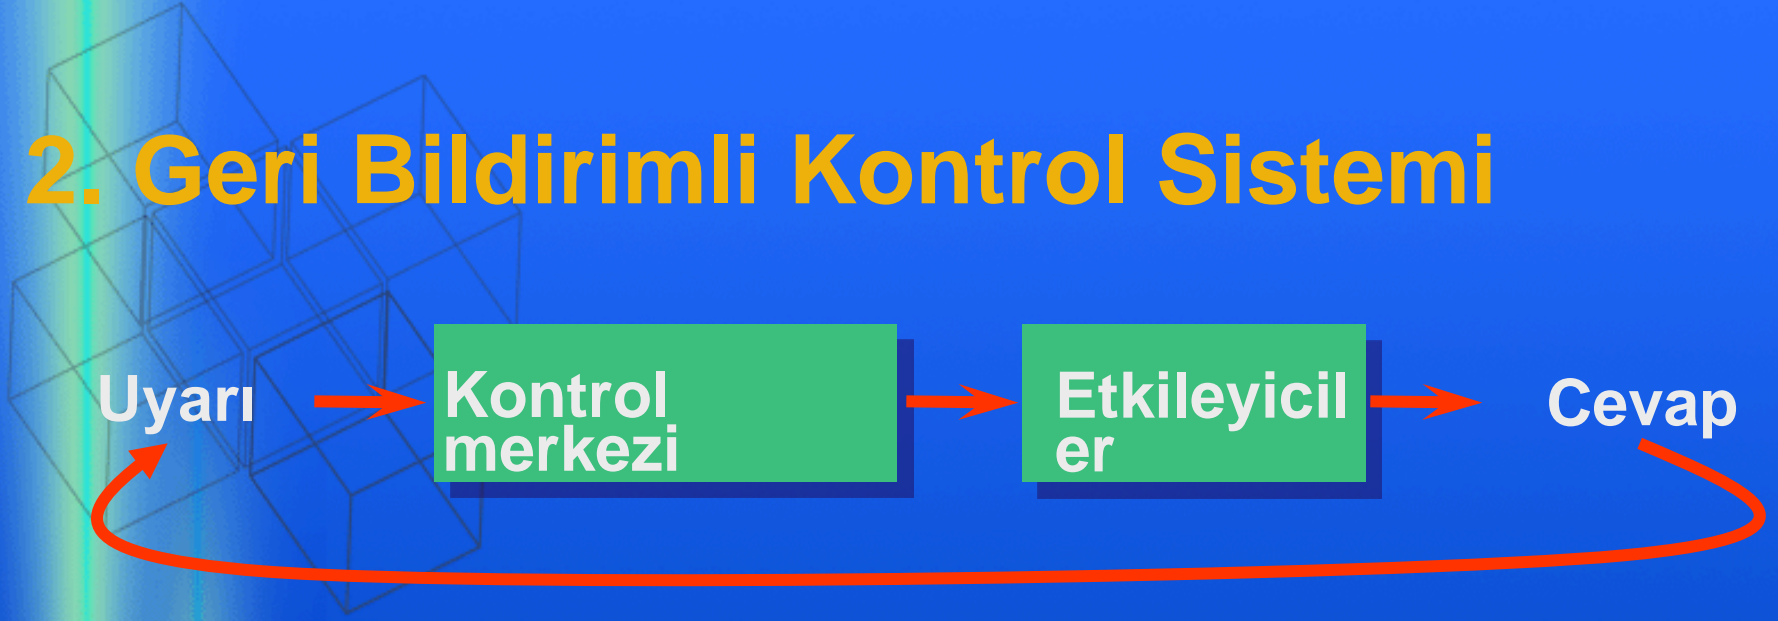 2. Geri Bildirimli Kontrol Sistemi
Uyarı
Kontrol
merkezi
Etkileyicil
er
Cevap